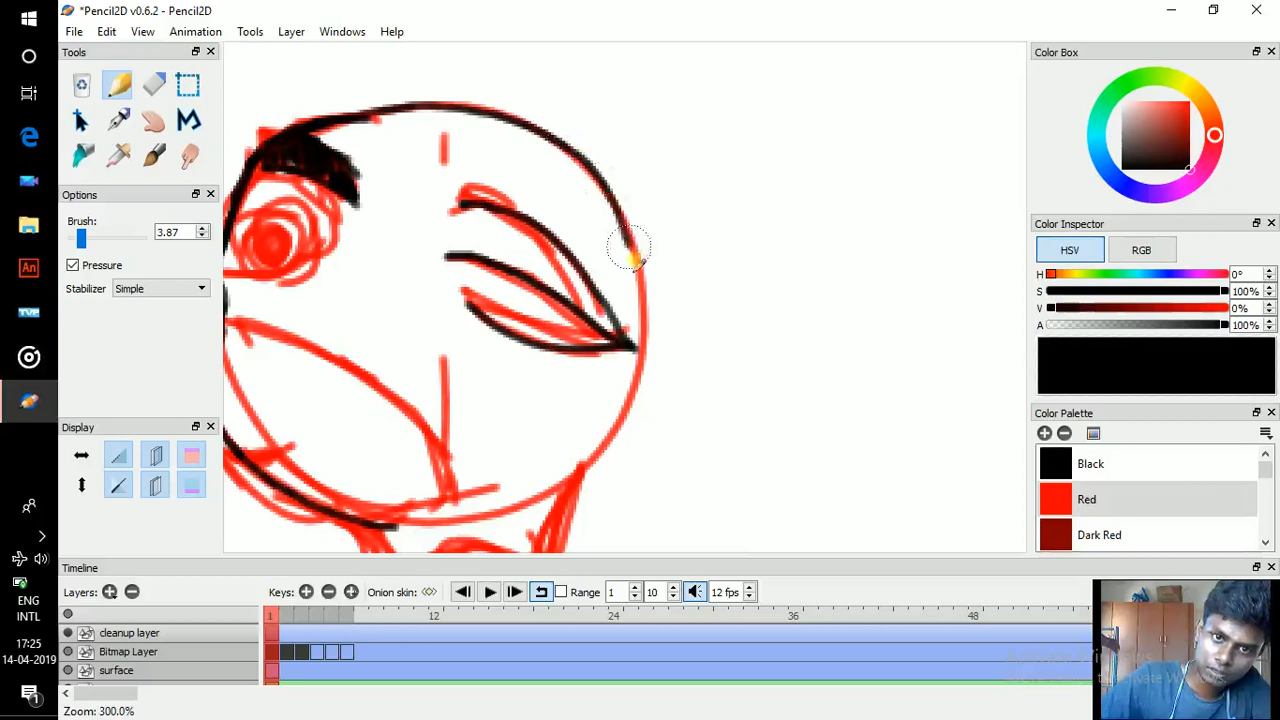 *Pencil2D v0.6.2 - Pencil2D
File Edit View Animation Tools Layer Windows Help
Tools
Options
Brush:
3.87
Pressure
Stabilizer Simple
Display
Color Box
Color Inspector
HSV RGB
H 0°
S 100%
V 0%
A 100%
Color Palette
Black
Red
Dark Red
An
TVP
ENG
INTL
17:25
14-04-2019
1
Timeline
Layers: Keys: Onion skin: Range 1 10 12 fps
1 12 24 36 48
cleanup layer
Bitmap Layer
surface
Zoom: 300.0%